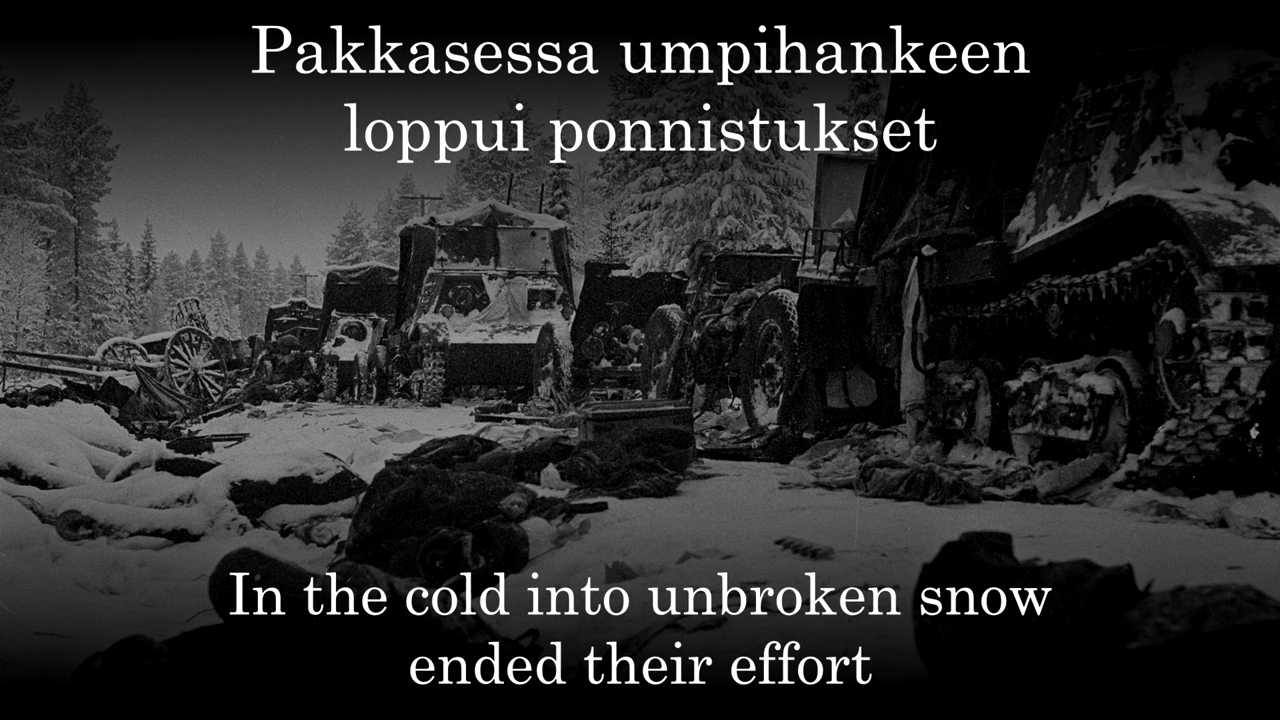 Pakkasessa umpihankeen
loppui ponnistukset
In the cold into unbroken snow
ended their effort